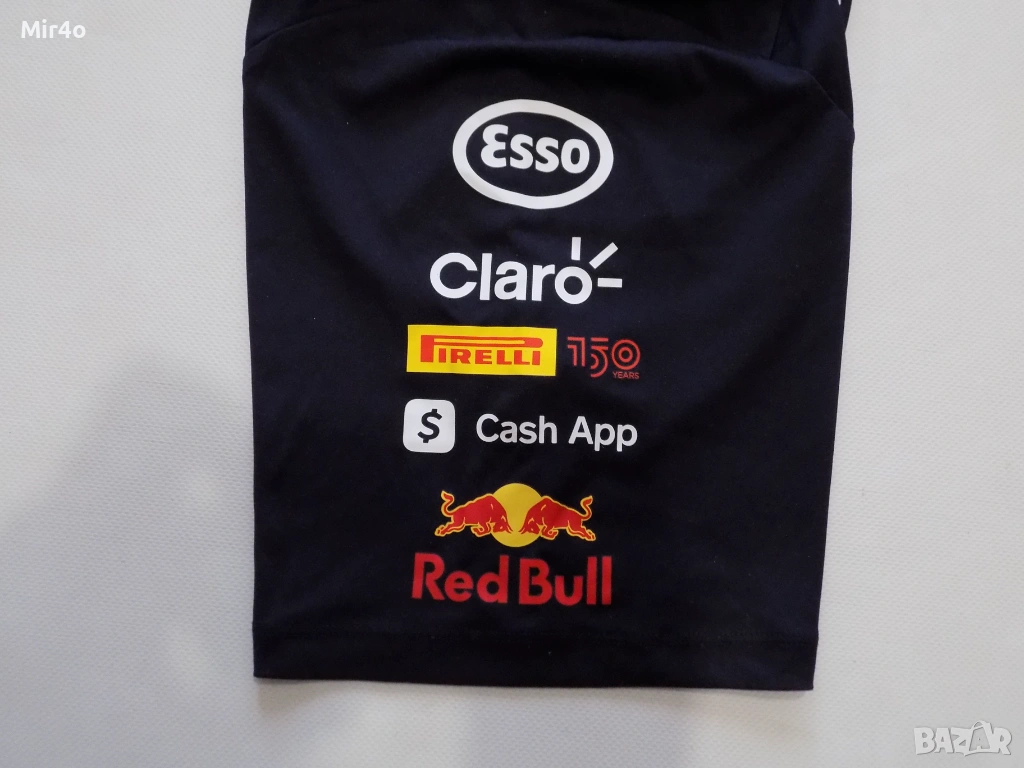 Mir4o
Esso
Claro
PIRELLI 150
YEARS
$ Cash App
Red Bull
BAZAR